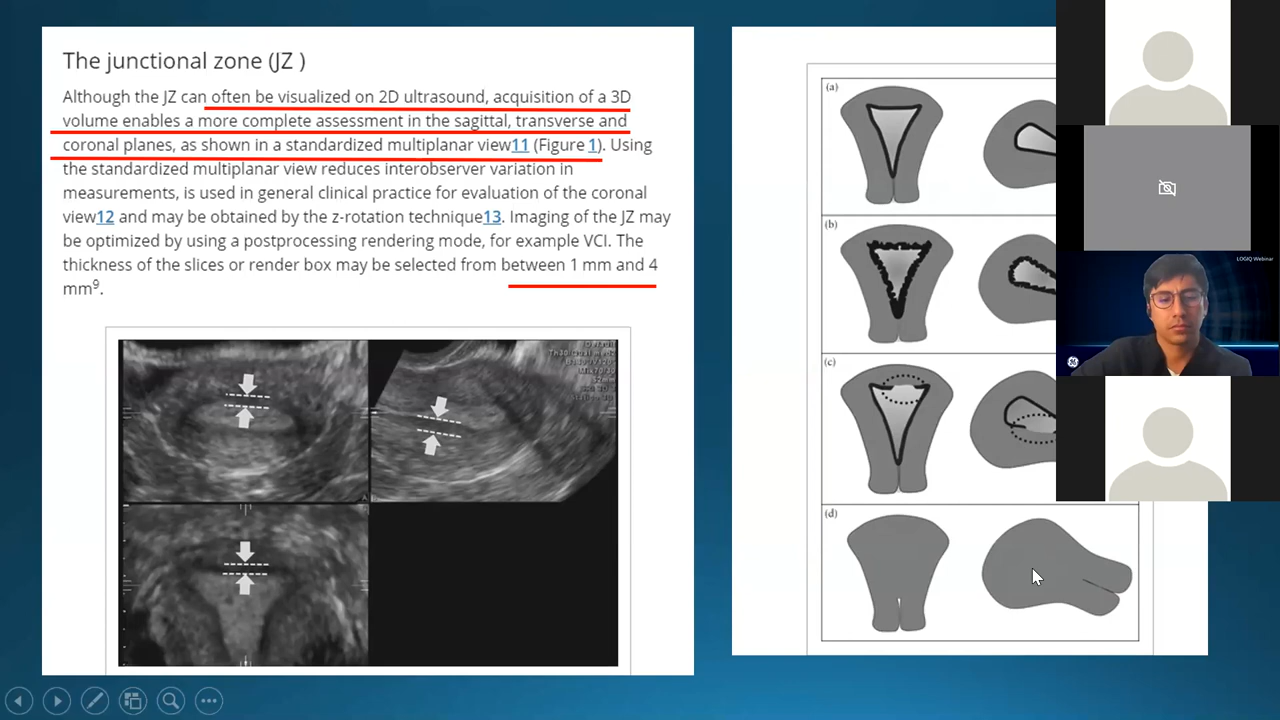 The junctional zone (JZ )
Although the JZ can often be visualized on 2D ultrasound, acquisition of a 3D
volume enables a more complete assessment in the sagittal, transverse and
coronal planes, as shown in a standardized multiplanar view11 (Figure 1). Using
the standardized multiplanar view reduces interobserver variation in
measurements, is used in general clinical practice for evaluation of the coronal
view12 and may be obtained by the z-rotation technique13. Imaging of the JZ may
be optimized by using a postprocessing rendering mode, for example VCI. The
thickness of the slices or render box may be selected from between 1 mm and 4
mm9.
(a)
(b)
(c)
(d)
LOGIQ Webinar